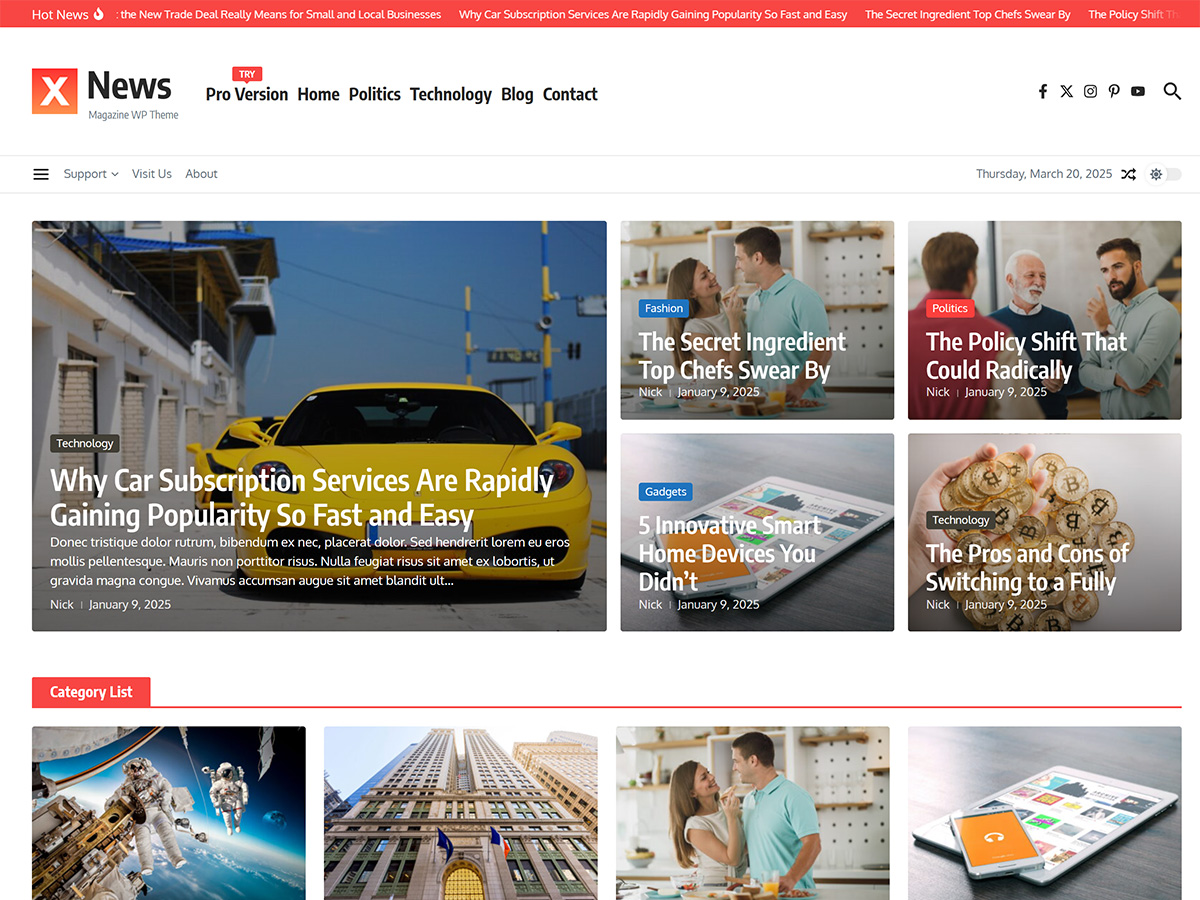 Hot News
: the New Trade Deal Really Means for Small and Local Businesses
Why Car Subscription Services Are Rapidly Gaining Popularity So Fast and Easy
The Secret Ingredient Top Chefs Swear By
The Policy Shift Th
X
News
Magazine WP Theme
TRY
Pro Version Home Politics Technology Blog Contact
Support Visit Us About
Thursday, March 20, 2025
Technology
Why Car Subscription Services Are Rapidly
Gaining Popularity So Fast and Easy
Donec tristique dolor rutrum, bibendum ex nec, placerat dolor. Sed hendrerit lorem eu eros
mollis pellentesque. Mauris non porttitor risus. Nulla feugiat risus sit amet ex lobortis, ut
gravida magna congue. Vivamus accumsan augue sit amet blandit ult...
Nick January 9, 2025
Fashion
The Secret Ingredient
Top Chefs Swear By
Nick January 9, 2025
Politics
The Policy Shift That
Could Radically
Nick January 9, 2025
Gadgets
5 Innovative Smart
Home Devices You
Didn’t
Nick January 9, 2025
Technology
The Pros and Cons of
Switching to a Fully
Nick January 9, 2025
Category List